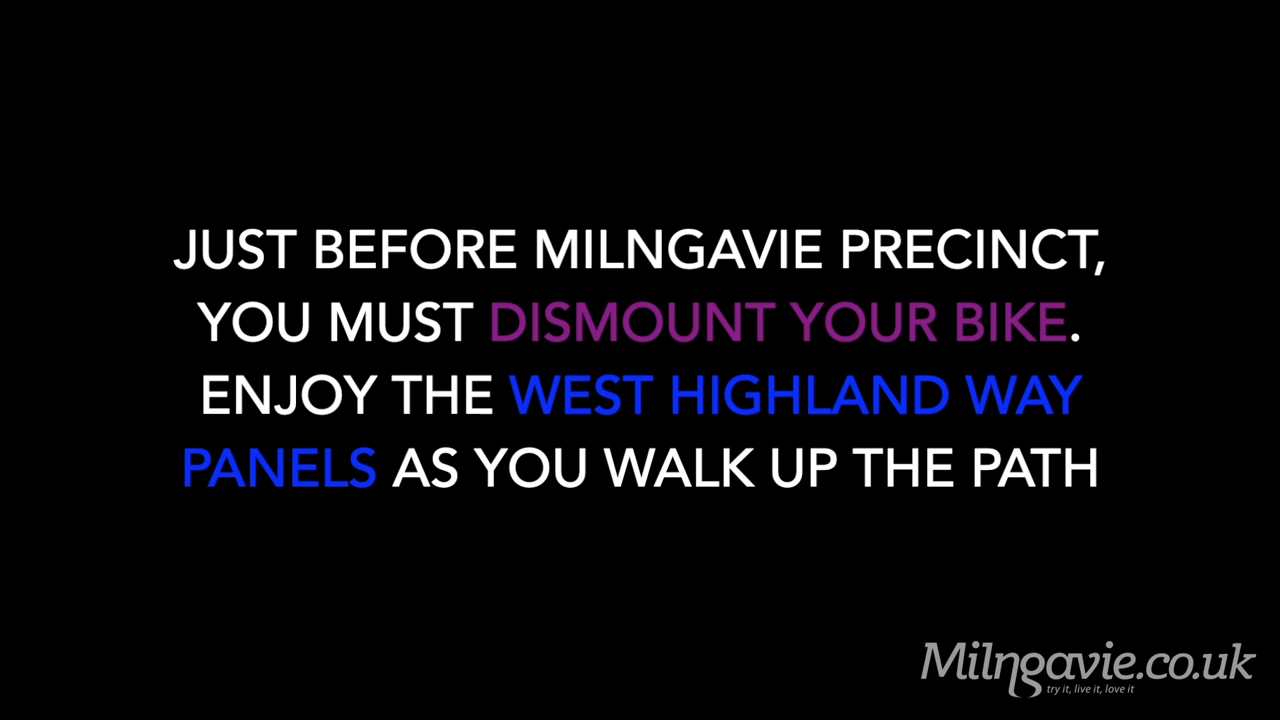 JUST BEFORE MILNGAVIE PRECINCT,
YOU MUST DISMOUNT YOUR BIKE.
ENJOY THE WEST HIGHLAND WAY
PANELS AS YOU WALK UP THE PATH
Milngavie.co.uk
try it, live it, love it